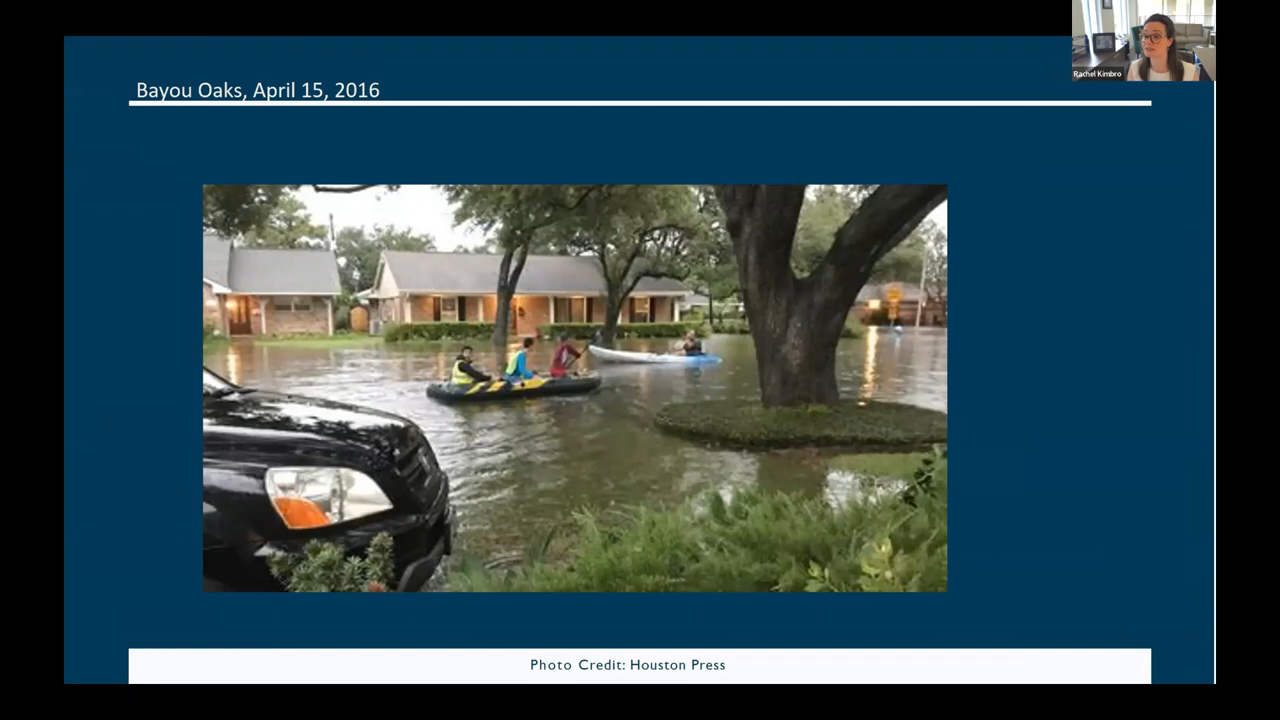 Rachel Kimbro
Bayou Oaks, April 15, 2016
Photo Credit: Houston Press